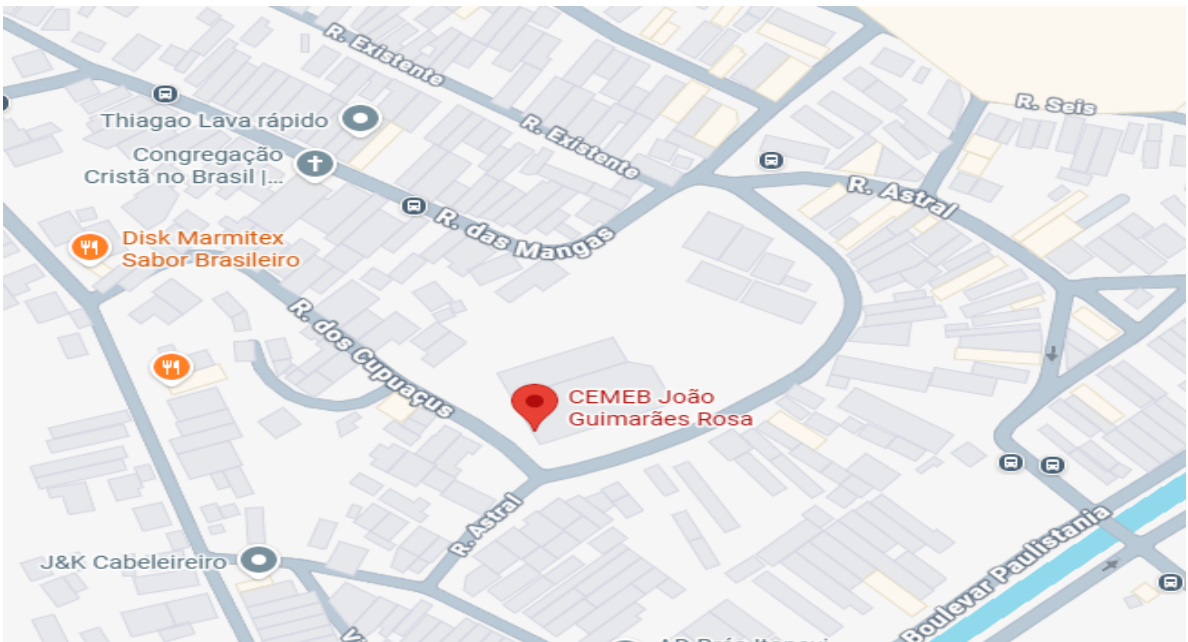 R. Existente
R. Seis
Thiagao Lava rápido
R. Existente
Congregação
Cristã no Brasil |...
R. Astral
R. das Mangas
Disk Marmitex
Sabor Brasileiro
R. dos Cupuaçus
CEMEB João
Guimarães Rosa
R. Astral
Boulevar Paulistania
J&K Cabeleireiro